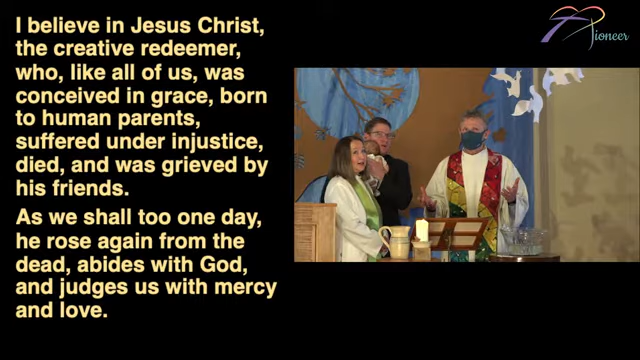 I believe in Jesus Christ,
the creative redeemer,
who, like all of us, was
conceived in grace, born
to human parents,
suffered under injustice,
died, and was grieved by
his friends.
As we shall too one day,
he rose again from the
dead, abides with God,
and judges us with mercy
and love.
Pioneer